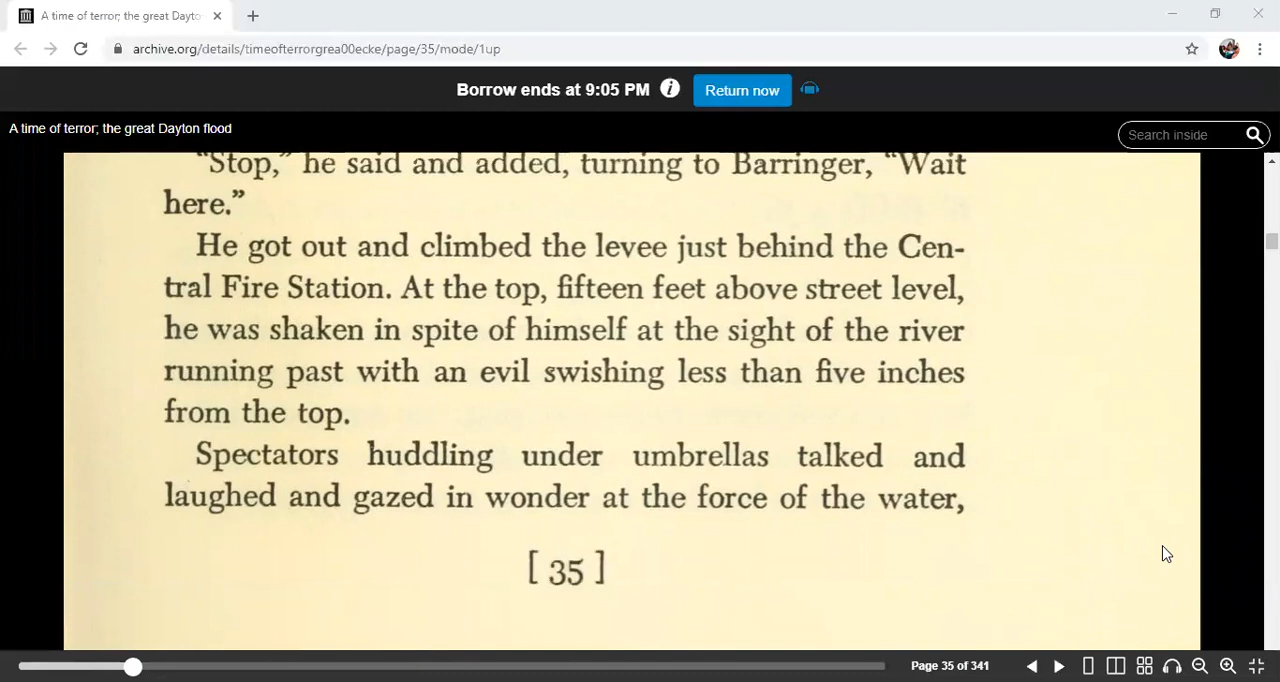 A time of terror; the great Dayto
archive.org/details/timeofterrorgrea00ecke/page/35/mode/1up
Borrow ends at 9:05 PM i Return now
A time of terror; the great Dayton flood
Search inside
“Stop,” he said and added, turning to Barringer, “Wait
here.”
He got out and climbed the levee just behind the Cen-
tral Fire Station. At the top, fifteen feet above street level,
he was shaken in spite of himself at the sight of the river
running past with an evil swishing less than five inches
from the top.
Spectators huddling under umbrellas talked and
laughed and gazed in wonder at the force of the water,
[ 35 ]
Page 35 of 341